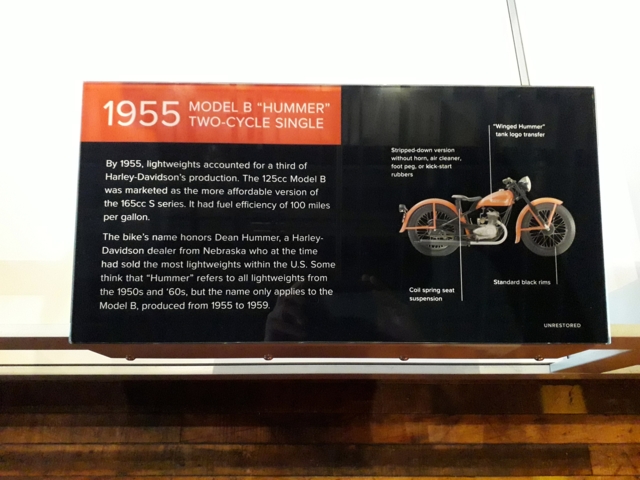 1955 MODEL B “HUMMER”
TWO-CYCLE SINGLE
By 1955, lightweights accounted for a third of
Harley-Davidson’s production. The 125cc Model B
was marketed as the more affordable version of
the 165cc S series. It had fuel efficiency of 100 miles
per gallon.
The bike’s name honors Dean Hummer, a Harley-
Davidson dealer from Nebraska who at the time
had sold the most lightweights within the U.S. Some
think that “Hummer” refers to all lightweights from
the 1950s and ’60s, but the name only applies to the
Model B, produced from 1955 to 1959.
“Winged Hummer”
tank logo transfer
Stripped-down version
without horn, air cleaner,
foot peg, or kick-start
rubbers
Coil spring seat
suspension
Standard black rims
UNRESTORED